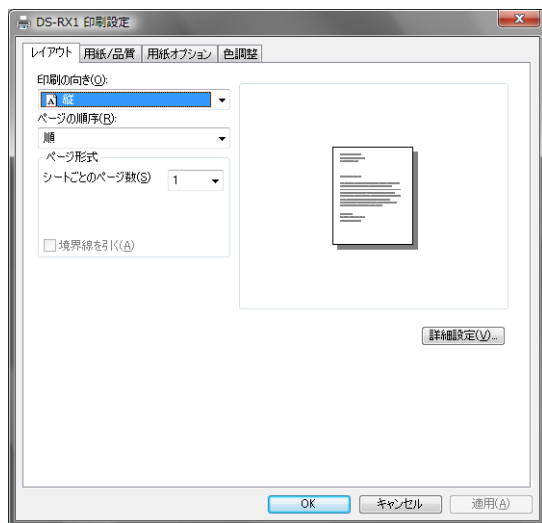 DS-RX1 印刷設定
レイアウト 用紙/品質 用紙オプション 色調整
印刷の向き(O):
A 縦
ページの順序(R):
順
ページ形式
シートごとのページ数(S) 1
境界線を引く(A)
詳細設定(V)...
OK キャンセル 適用(A)